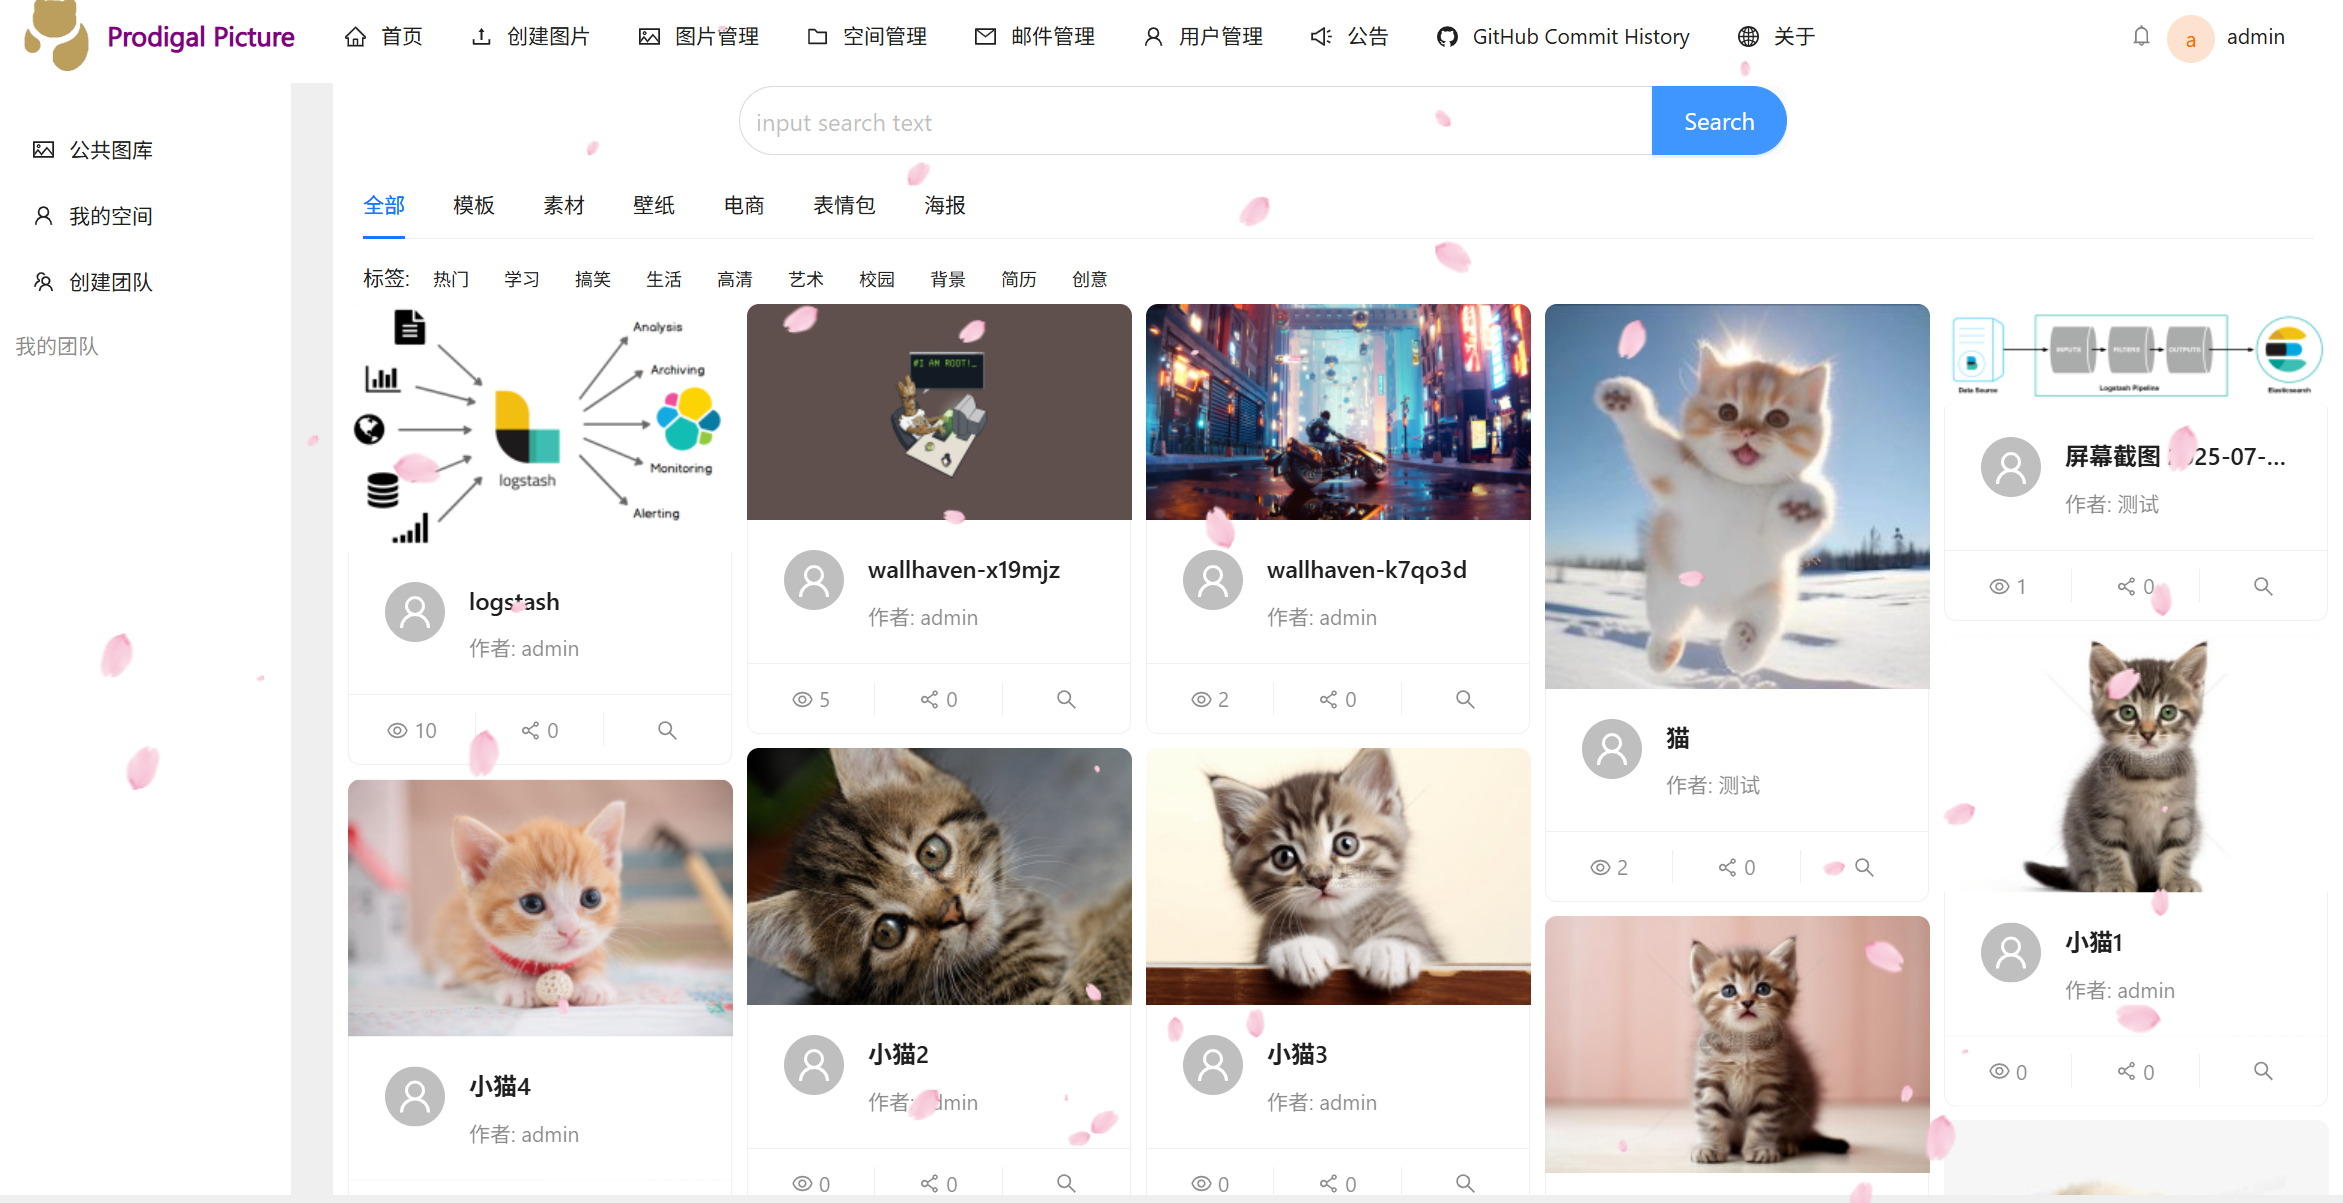 Prodigal Picture
首页
创建图片
图片管理
空间管理
邮件管理
用户管理
公告
GitHub Commit History
关于
a
admin
公共图库
我的空间
创建团队
我的团队
input search text
Search
全部
模板
素材
壁纸
电商
表情包
海报
标签:
热门
学习
搞笑
生活
高清
艺术
校园
背景
简历
创意
Analysis
Archiving
logstash
Monitoring
Alerting
logstash
作者: admin
10
0
#I AM ROOT!_
wallhaven-x19mjz
作者: admin
5
0
wallhaven-k7qo3d
作者: admin
2
0
猫
作者: 测试
2
0
INPUTS
FILTERS
OUTPUTS
Data Source
Logstash Pipeline
Elasticsearch
屏幕截图 2025-07-...
作者: 测试
1
0
小猫4
作者: admin
小猫2
作者: admin
0
0
小猫3
作者: admin
0
0
小猫1
作者: admin
0
0